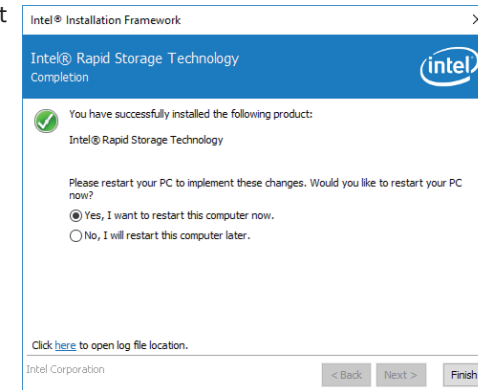 t
Intel® Installation Framework
Intel® Rapid Storage Technology
Completion
intel
You have successfully installed the following product:
Intel® Rapid Storage Technology
Please restart your PC to implement these changes. Would you like to restart your PC
now?
Yes, I want to restart this computer now.
No, I will restart this computer later.
Click here to open log file location.
Intel Corporation
< Back Next > Finish